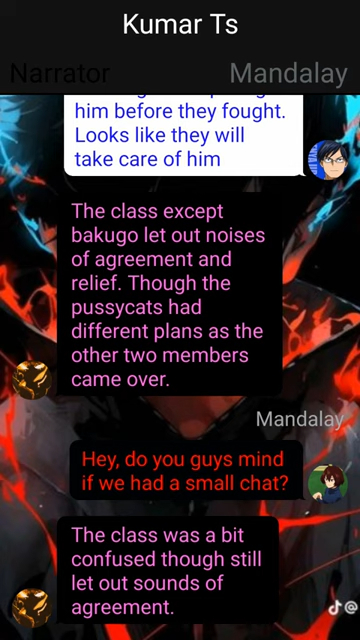 Kumar Ts
Narrator
Mandalay
him before they fought.
Looks like they will
take care of him
The class except
bakugo let out noises
of agreement and
relief. Though the
pussycats had
different plans as the
other two members
came over.
Mandalay
Hey, do you guys mind
if we had a small chat?
The class was a bit
confused though still
let out sounds of
agreement.
@